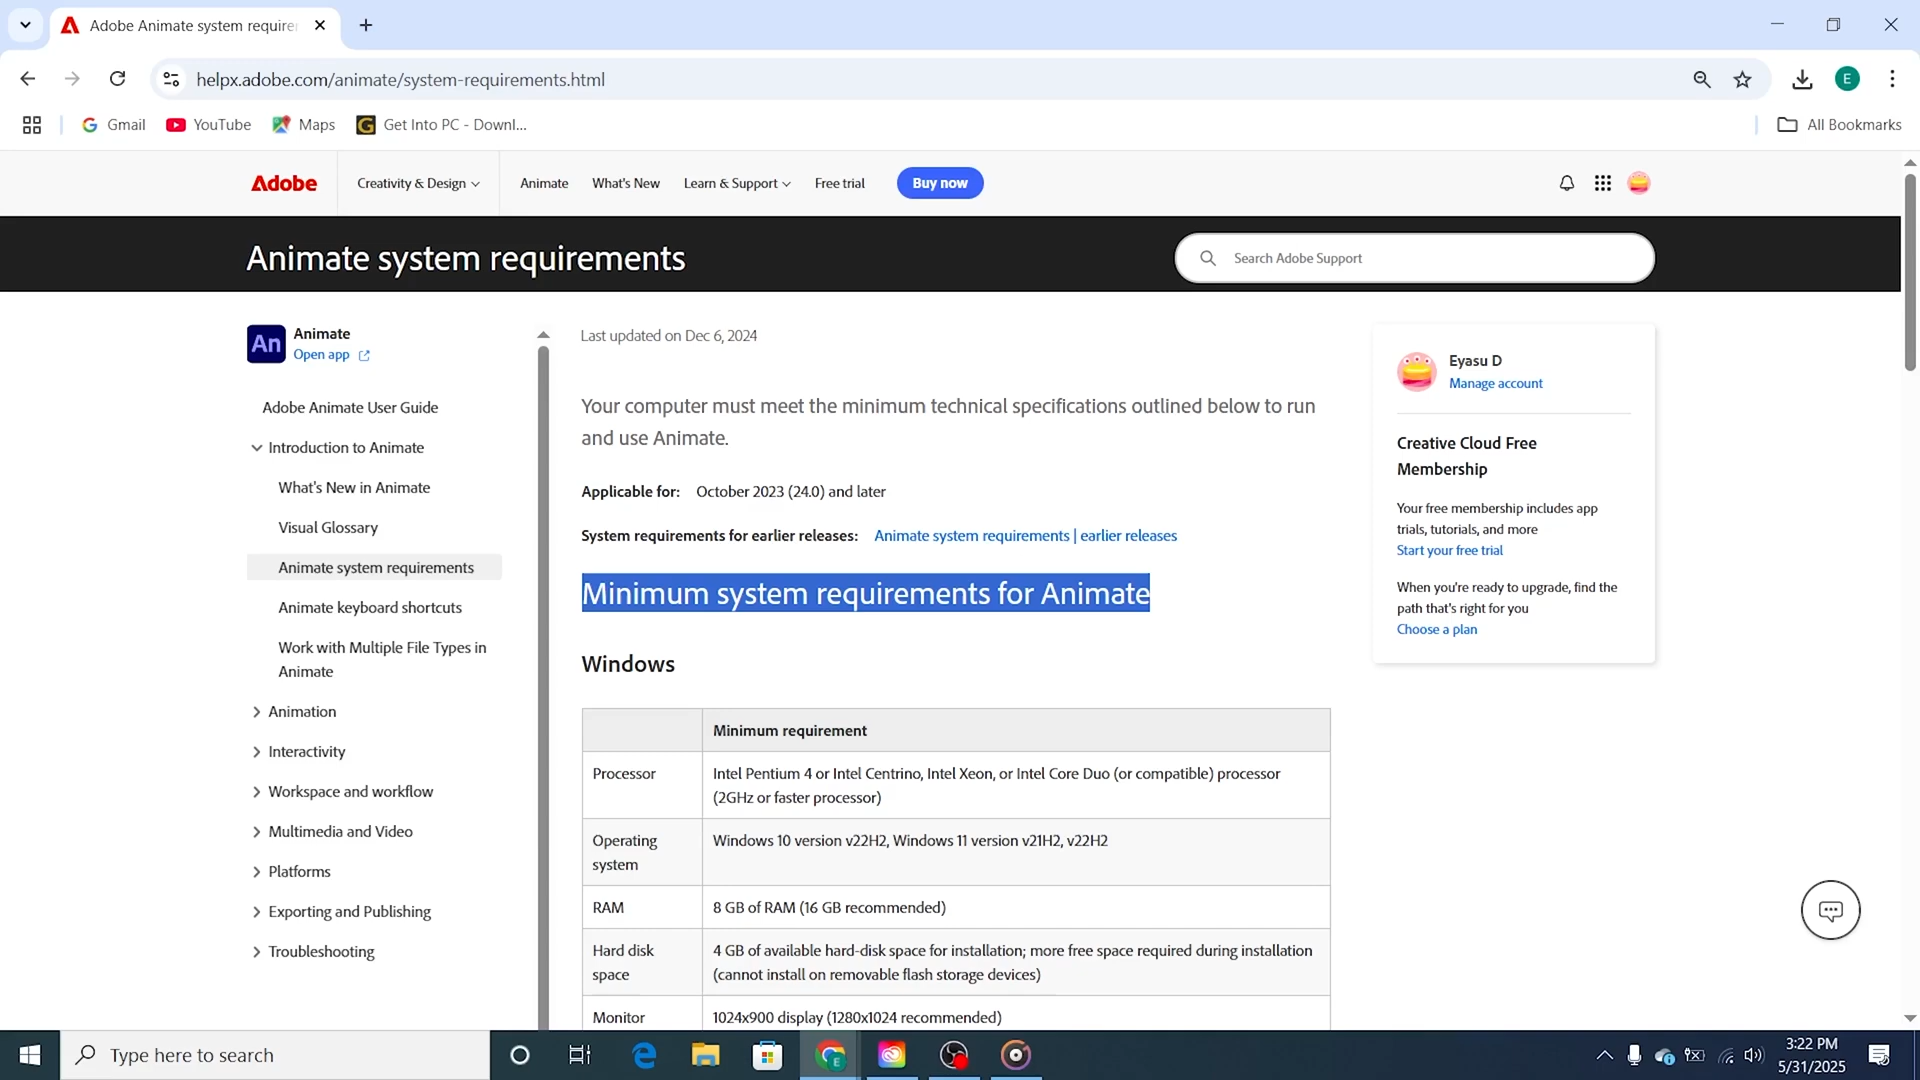 Adobe Animate system requirer
helpx.adobe.com/animate/system-requirements.html
E
Gmail
YouTube
Maps
Get Into PC - Downl...
All Bookmarks
Adobe
Creativity & Design
Animate
What's New
Learn & Support
Free trial
Buy now
Animate system requirements
Search Adobe Support
An
Animate
Open app
Adobe Animate User Guide
Introduction to Animate
What's New in Animate
Visual Glossary
Animate system requirements
Animate keyboard shortcuts
Work with Multiple File Types in
Animate
Animation
Interactivity
Workspace and workflow
Multimedia and Video
Platforms
Exporting and Publishing
Troubleshooting
Last updated on Dec 6, 2024
Your computer must meet the minimum technical specifications outlined below to run
and use Animate.
Applicable for: October 2023 (24.0) and later
System requirements for earlier releases: Animate system requirements | earlier releases
Minimum system requirements for Animate
Windows
Minimum requirement
Processor
Intel Pentium 4 or Intel Centrino, Intel Xeon, or Intel Core Duo (or compatible) processor
(2GHz or faster processor)
Operating
system
Windows 10 version v22H2, Windows 11 version v21H2, v22H2
RAM
8 GB of RAM (16 GB recommended)
Hard disk
space
4 GB of available hard-disk space for installation; more free space required during installation
(cannot install on removable flash storage devices)
Monitor
1024x900 display (1280x1024 recommended)
Eyasu D
Manage account
Creative Cloud Free
Membership
Your free membership includes app
trials, tutorials, and more
Start your free trial
When you're ready to upgrade, find the
path that's right for you
Choose a plan
Type here to search
E
3:22 PM
5/31/2025